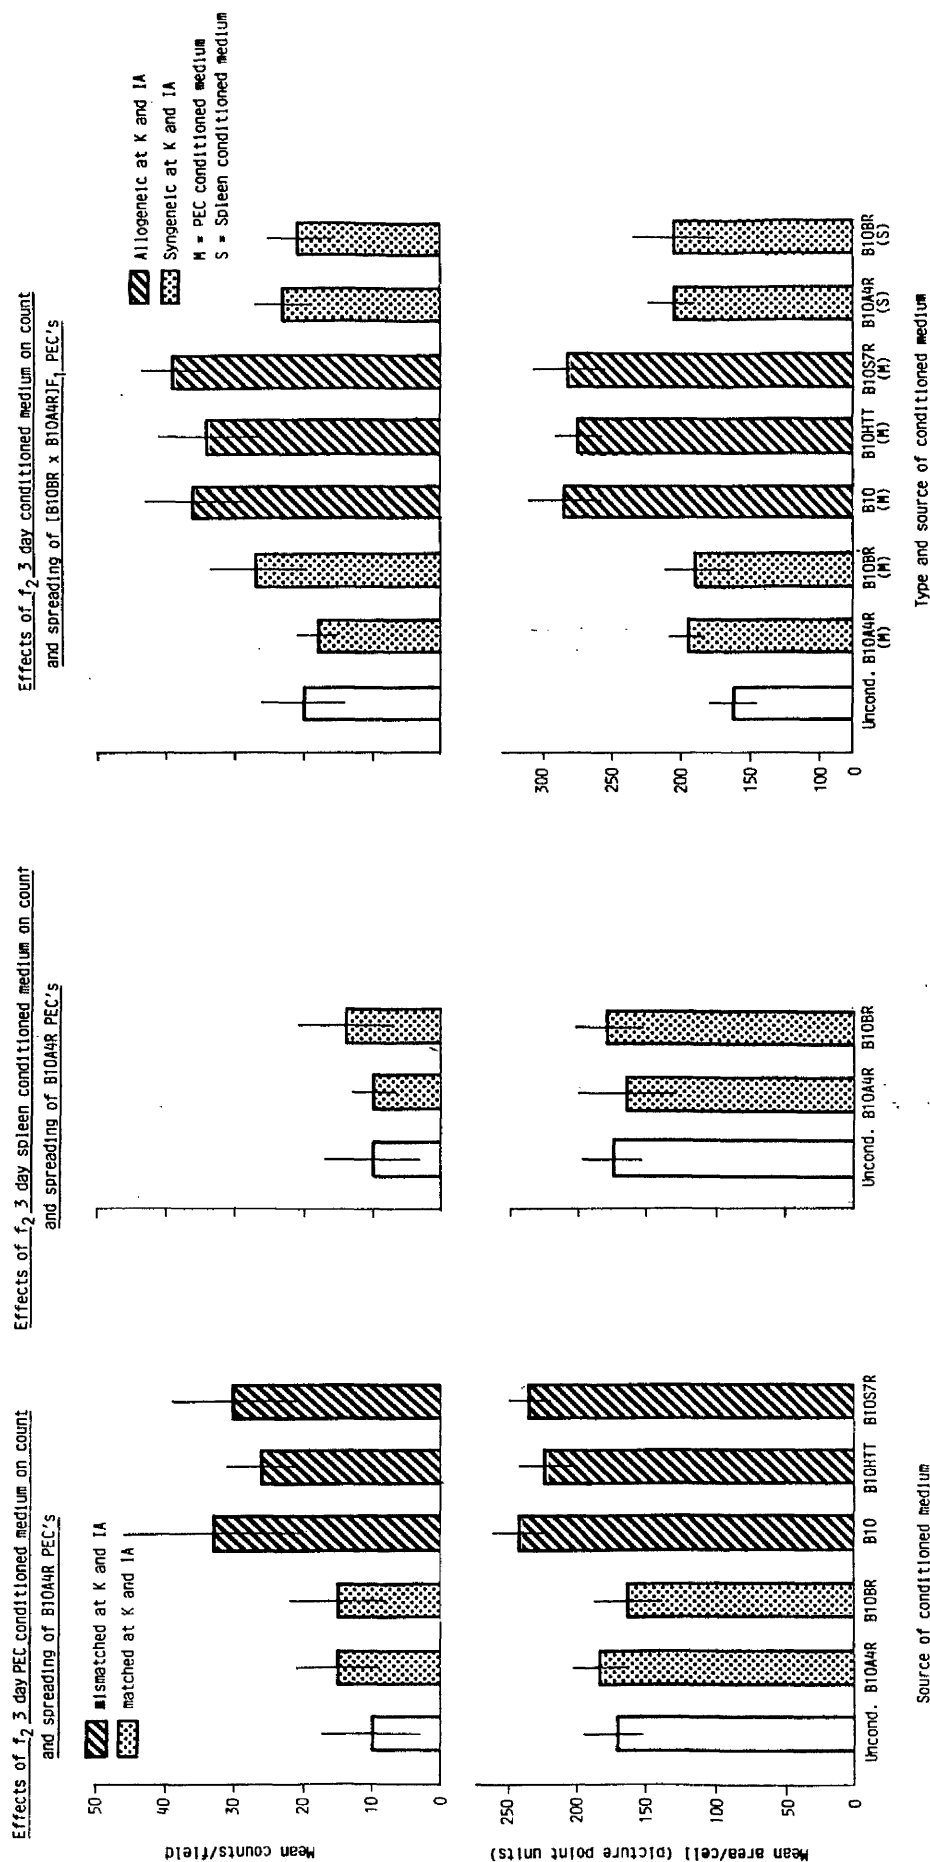 Effects of f2 3 day PEC conditioned medium on count
and spreading of B10A4R PEC's
mismatched at K and IA
matched at K and IA
Mean counts/field
50
40
30
20
10
0
Mean area/cell (picture point units)
250
200
150
100
50
0
Uncond.
B10A4R
B10BR
B10
B10HTT
B10S7R
Source of conditioned medium
Effects of f2 3 day spleen conditioned medium on count
and spreading of B10A4R PEC's
Uncond.
B10A4R
B10BR
Effects of f2 3 day conditioned medium on count
and spreading of [B10BR x B10A4R]F1 PEC's
Allogeneic at K and IA
Syngeneic at K and IA
M = PEC conditioned medium
S = Spleen conditioned medium
300
250
200
150
100
0
Uncond.
B10A4R
(M)
B10BR
(M)
B10
(M)
B10HTT
(M)
B10S7R
(M)
B10A4R
(S)
B10BR
(S)
Type and source of conditioned medium